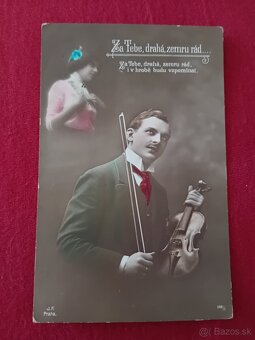 Za Tebe, drahá, zemru rád....
Za Tebe, drahá, zemru rád,
i v hrobě budu vzpomínat.
J.F.
Praha.
© Bazos.sk